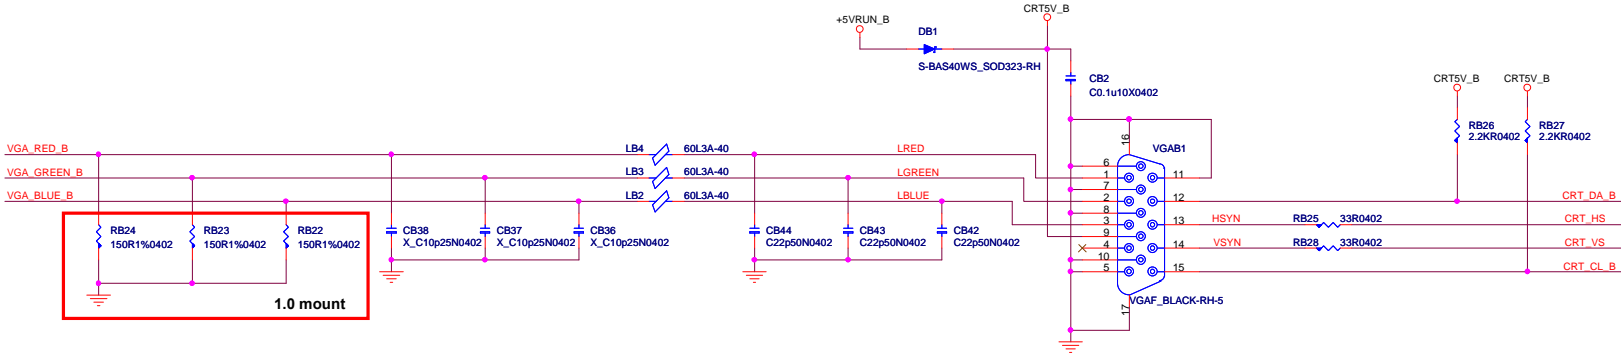 CRT5V_B
+5VRUN_B
DB1
S-BAS40WS_SOD323-RH
CB2
C0.1u10X0402
CRT5V_B
CRT5V_B
RB26
2.2KR0402
RB27
2.2KR0402
VGA_RED_B
LB4
60L3A-40
LRED
16
VGAB1
VGA_GREEN_B
LB3
60L3A-40
LGREEN
VGA_BLUE_B
LB2
60L3A-40
LBLUE
6
1
7
2
8
3
9
4
10
5
11
12
13
14
15
CRT_DA_B
HSYN
RB25
33R0402
CRT_HS
VSYN
RB28
33R0402
CRT_VS
CRT_CL_B
RB24
150R1%0402
RB23
150R1%0402
RB22
150R1%0402
CB38
X_C10p25N0402
CB37
X_C10p25N0402
CB36
X_C10p25N0402
CB44
C22p50N0402
CB43
C22p50N0402
CB42
C22p50N0402
1.0 mount
17
VGAF_BLACK-RH-5